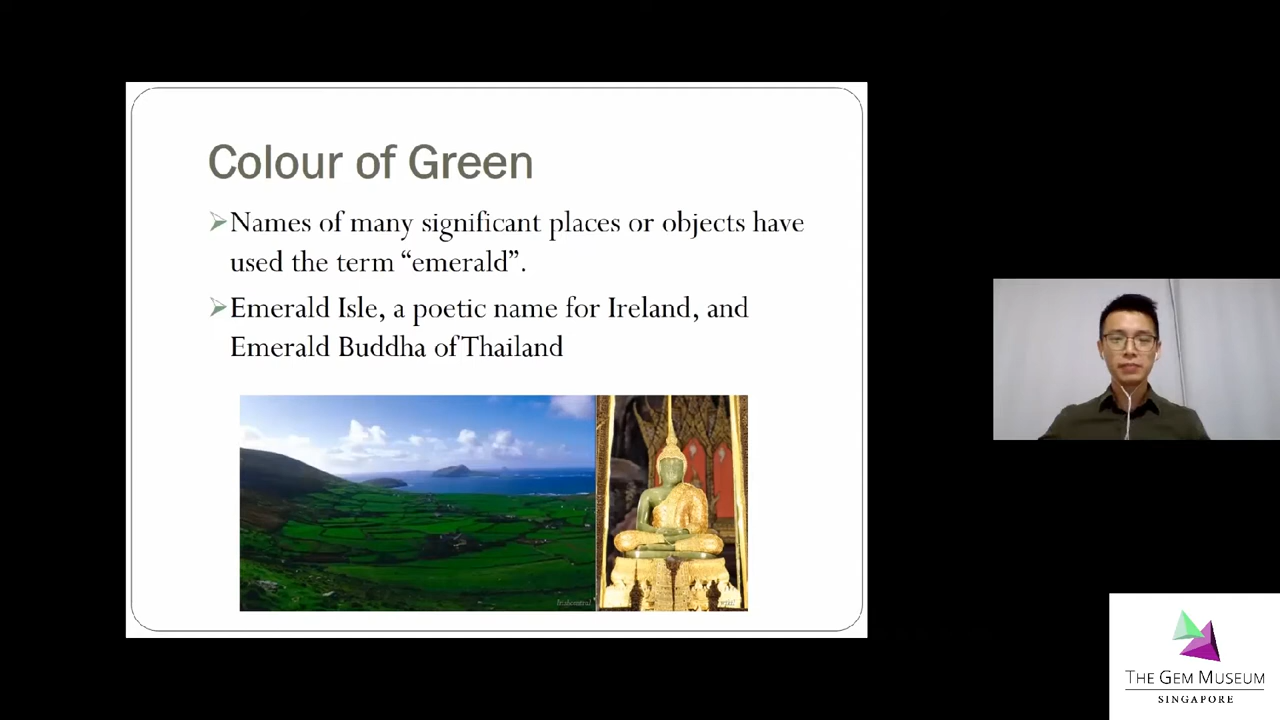 Colour of Green
Names of many significant places or objects have
used the term “emerald”.
Emerald Isle, a poetic name for Ireland, and
Emerald Buddha of Thailand
THE GEM MUSEUM
SINGAPORE